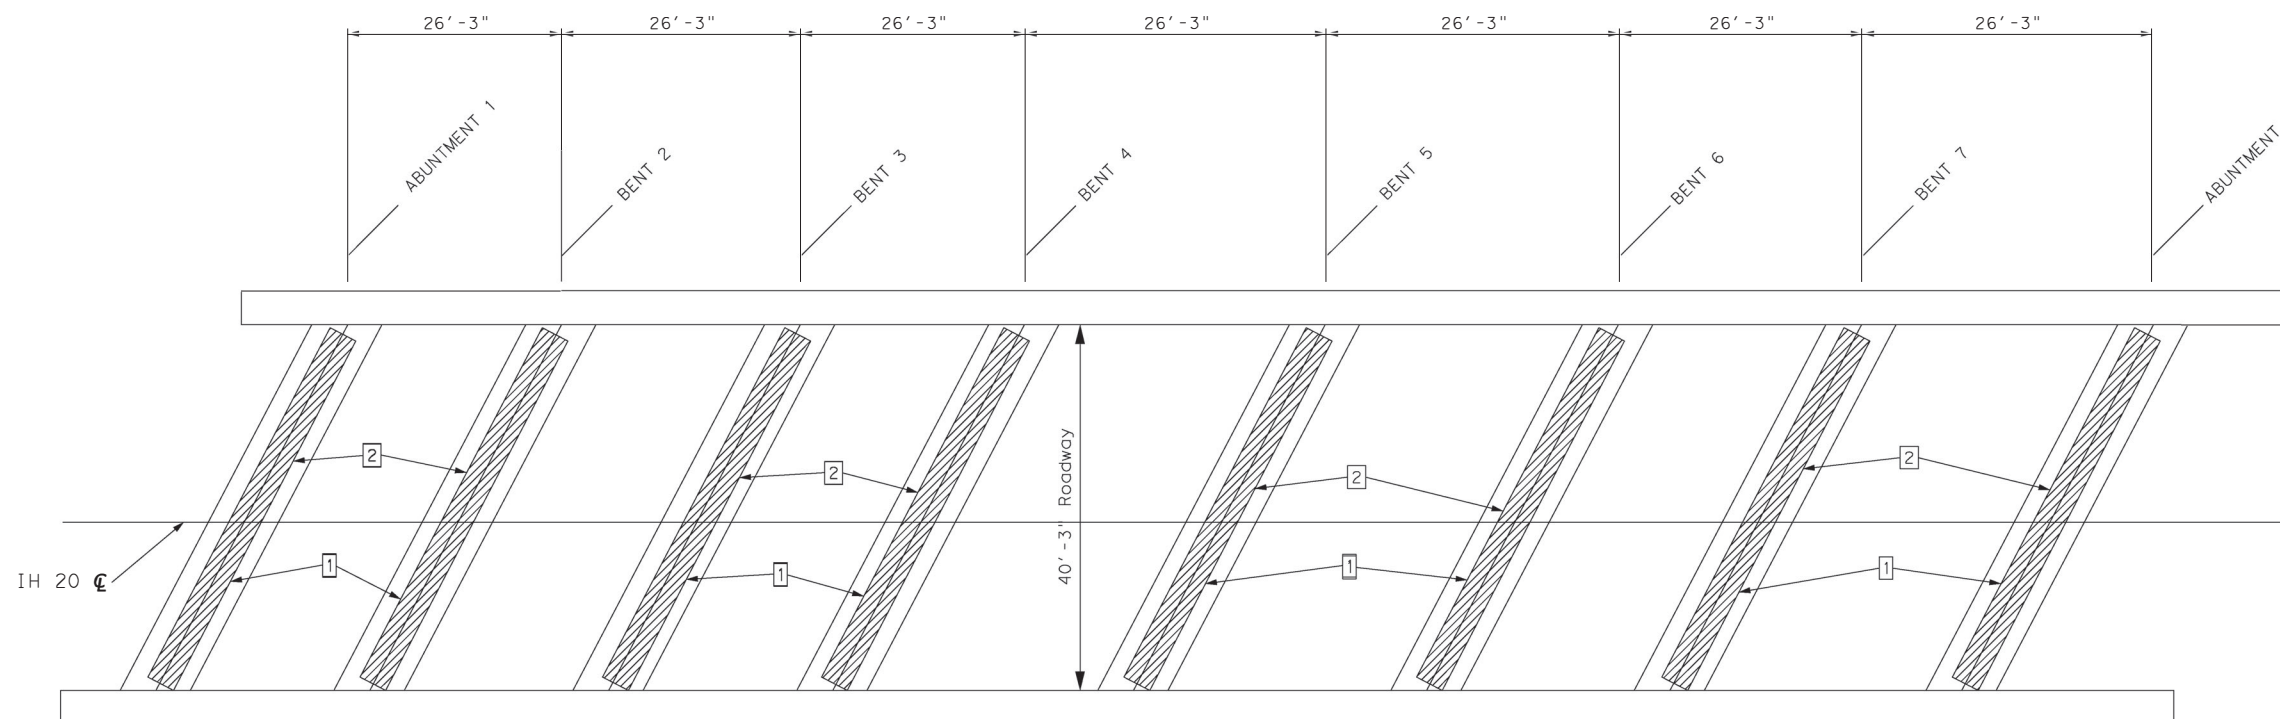 26'-3" 26'-3" 26'-3" 26'-3" 26'-3" 26'-3" 26'-3"
ABUNTMENT 1
BENT 2
BENT 3
BENT 4
BENT 5
BENT 6
BENT 7
ABUNTMENT
2 2 2 2
40'-3" Roadway
1 1 1 1
IH 20 ℄